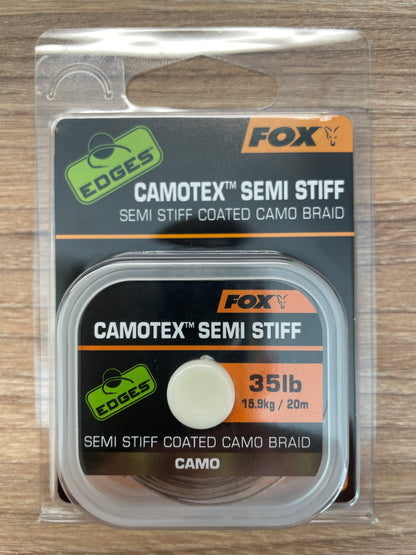 EDGES
FOX
CAMOTEX™ SEMI STIFF
SEMI STIFF COATED CAMO BRAID
FOX
CAMOTEX™ SEMI STIFF
EDGES
35lb
15.9kg / 20m
SEMI STIFF COATED CAMO BRAID
CAMO